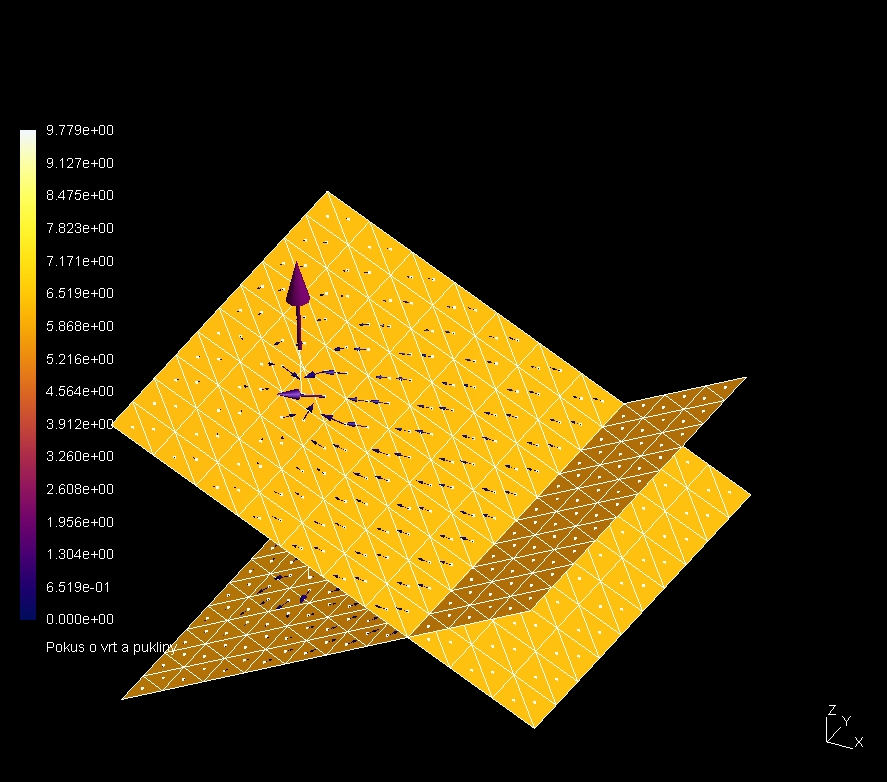 9.779e+00
9.127e+00
8.475e+00
7.823e+00
7.171e+00
6.519e+00
5.868e+00
5.216e+00
4.564e+00
3.912e+00
3.260e+00
2.608e+00
1.956e+00
1.304e+00
6.519e-01
0.000e+00
Pokus o vrt a pukliny
Z
Y
X